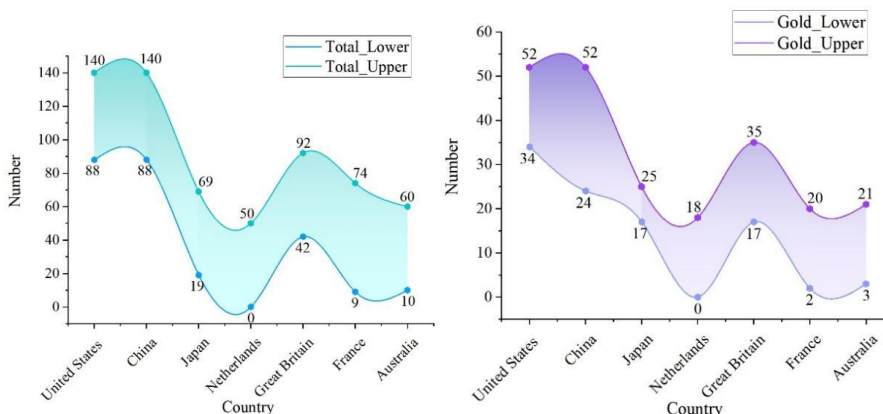 Total_Lower
Total_Upper
140
120
100
80
60
40
20
0
Number
140
140
69
50
92
74
60
88
88
19
0
42
9
10
United States
China
Japan
Netherlands
Great Britain
France
Australia
Country
Gold_Lower
Gold_Upper
60
50
40
30
20
10
0
Number
52
52
25
18
35
20
21
34
24
17
0
17
2
3
United States
China
Japan
Netherlands
Great Britain
France
Australia
Country